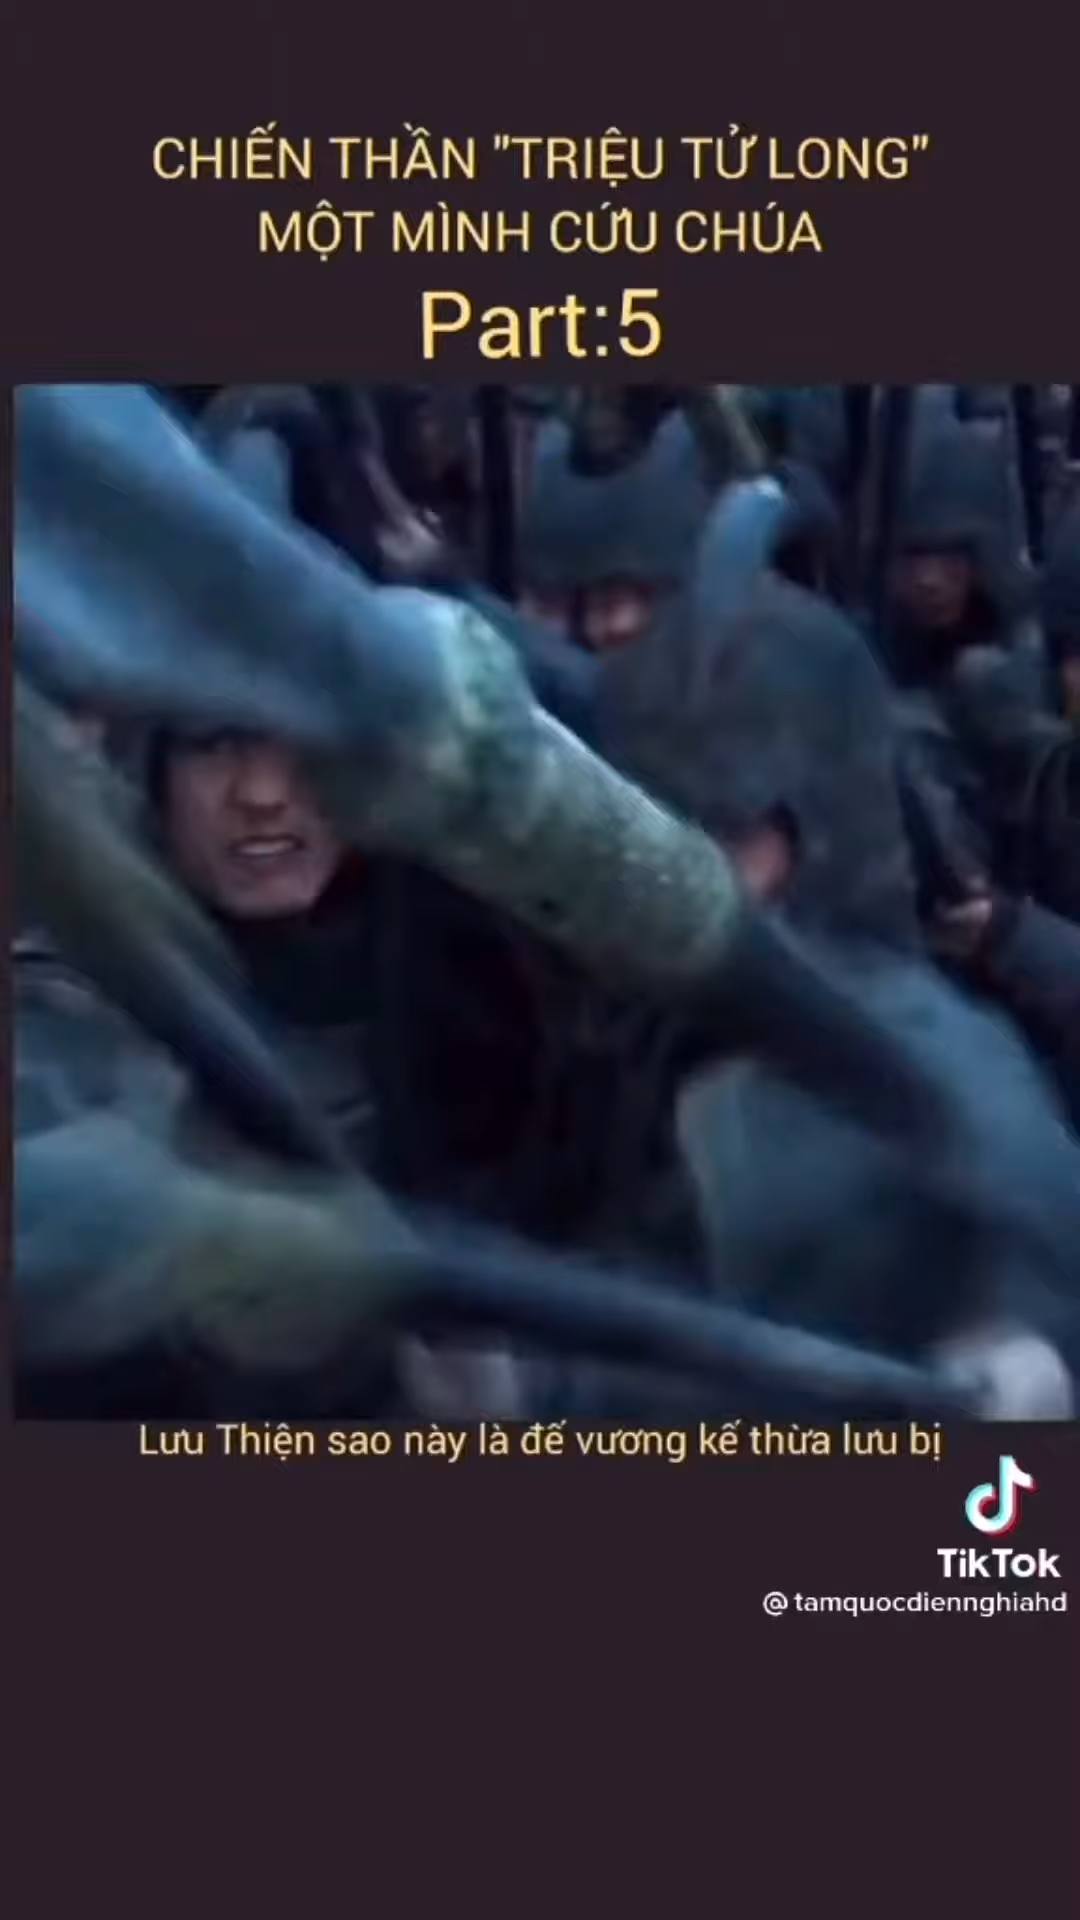 CHIẾN THẦN "TRIỆU TỬ LONG"
MỘT MÌNH CỨU CHÚA
Part:5
Lưu Thiện sao này là đế vương kế thừa lưu bị
TikTok
@tamquocdiennghiahd